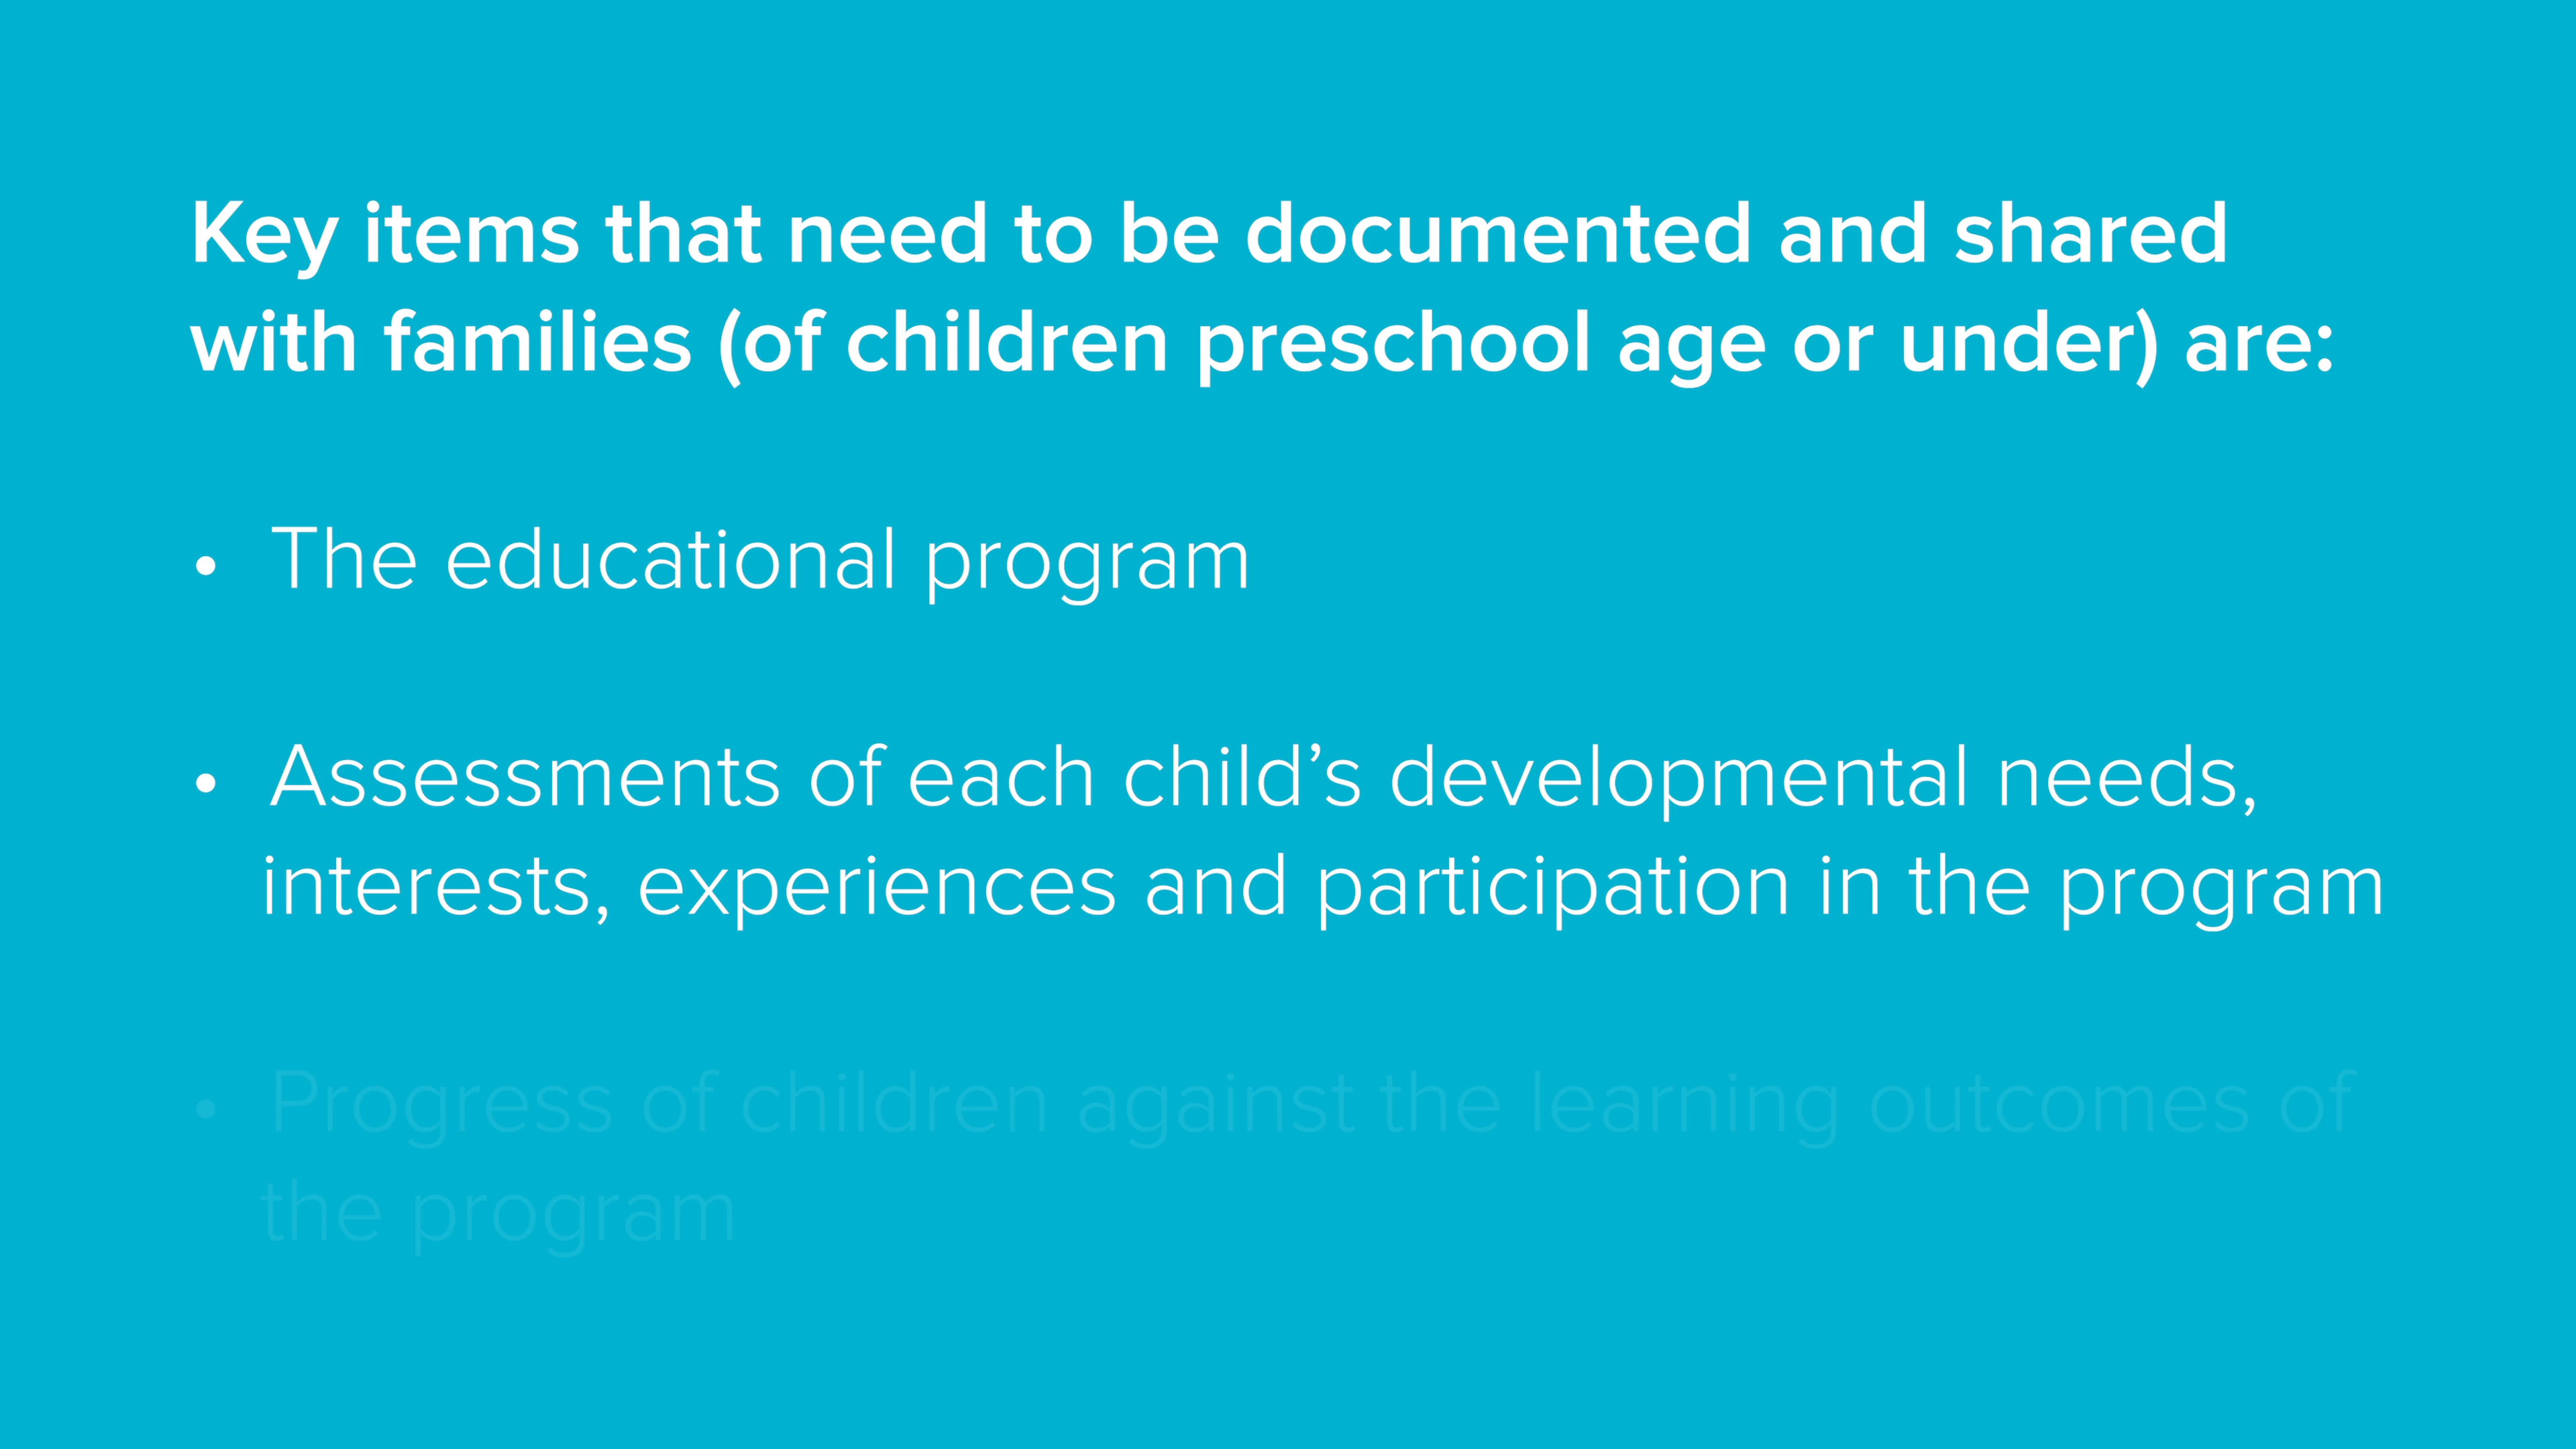 Key items that need to be documented and shared
with families (of children preschool age or under) are:
• The educational program
• Assessments of each child’s developmental needs,
interests, experiences and participation in the program
• Progress of children against the learning outcomes of
the program